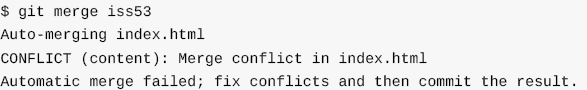 $ git merge iss53
Auto-merging index.html
CONFLICT (content): Merge conflict in index.html
Automatic merge failed; fix conflicts and then commit the result.